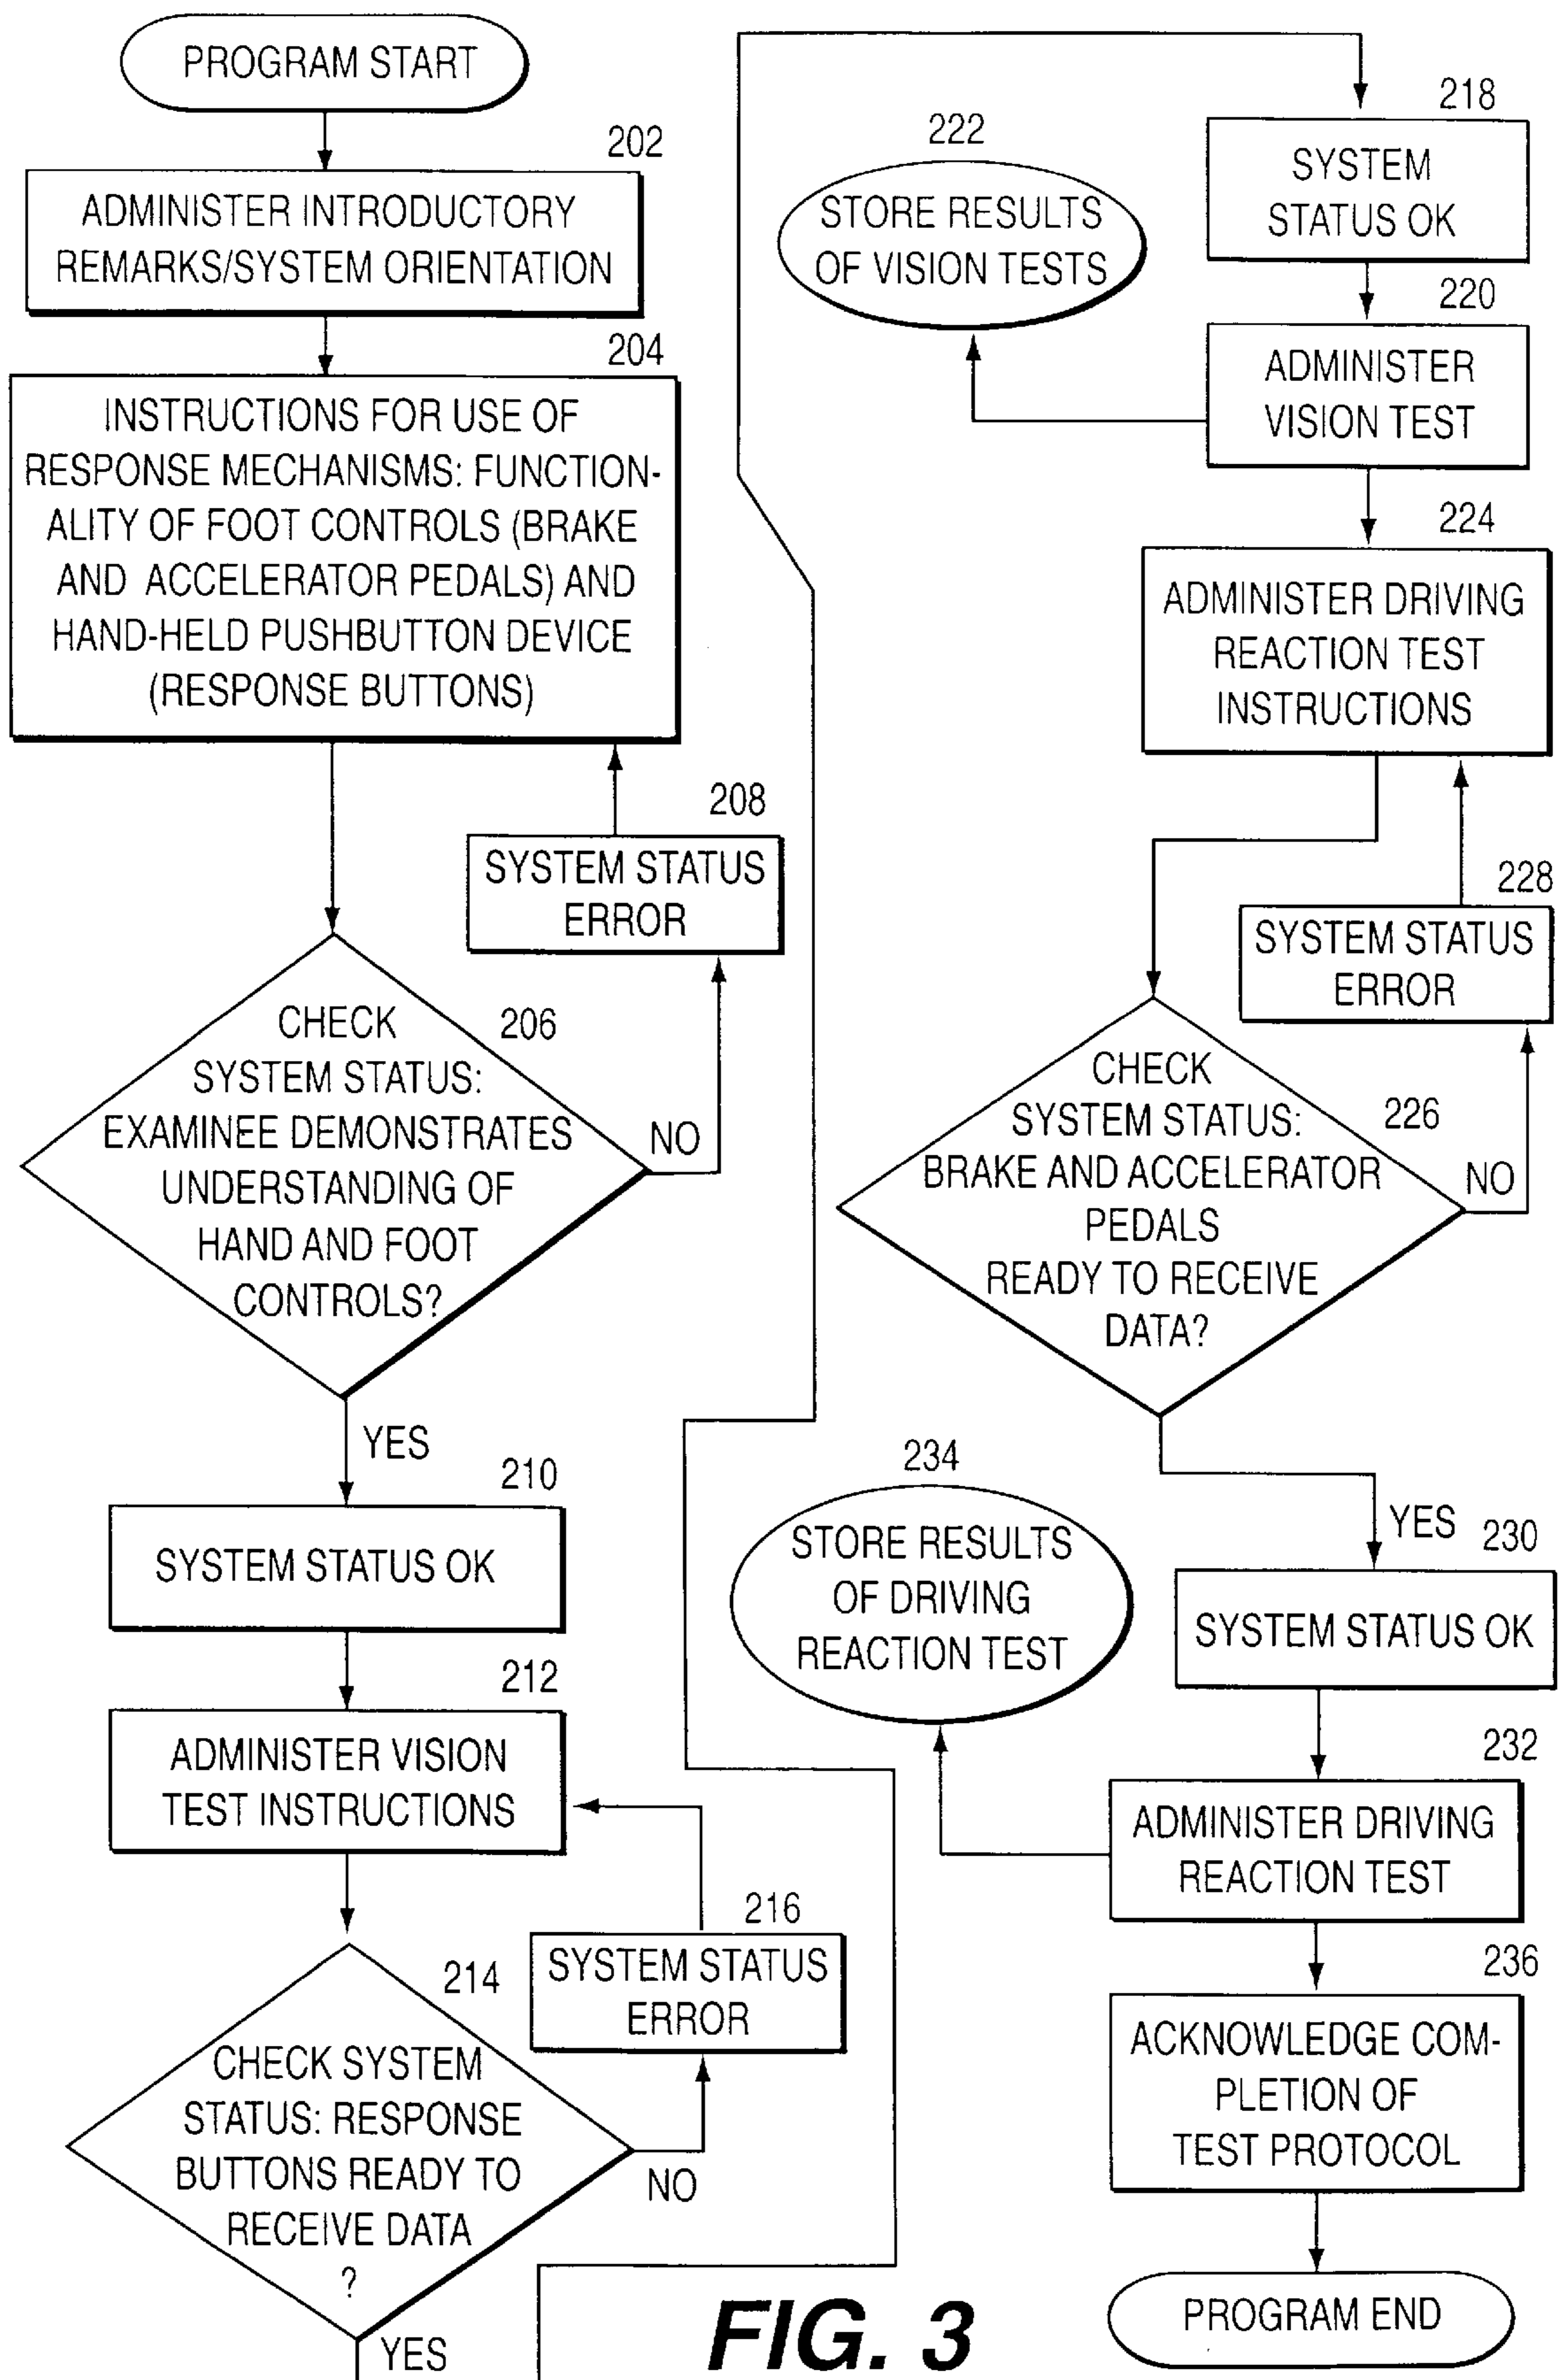 PROGRAM START
202
ADMINISTER INTRODUCTORY
REMARKS/SYSTEM ORIENTATION
204
INSTRUCTIONS FOR USE OF
RESPONSE MECHANISMS: FUNCTION-
ALITY OF FOOT CONTROLS (BRAKE
AND ACCELERATOR PEDALS) AND
HAND-HELD PUSHBUTTON DEVICE
(RESPONSE BUTTONS)
208
SYSTEM STATUS
ERROR
206
CHECK
SYSTEM STATUS:
EXAMINEE DEMONSTRATES
UNDERSTANDING OF
HAND AND FOOT
CONTROLS?
NO
YES
210
SYSTEM STATUS OK
212
ADMINISTER VISION
TEST INSTRUCTIONS
216
SYSTEM STATUS
ERROR
214
CHECK SYSTEM
STATUS: RESPONSE
BUTTONS READY TO
RECEIVE DATA
?
NO
YES
218
SYSTEM
STATUS OK
220
ADMINISTER
VISION TEST
222
STORE RESULTS
OF VISION TESTS
224
ADMINISTER DRIVING
REACTION TEST
INSTRUCTIONS
228
SYSTEM STATUS
ERROR
226
CHECK
SYSTEM STATUS:
BRAKE AND ACCELERATOR
PEDALS
READY TO RECEIVE
DATA?
NO
YES
230
SYSTEM STATUS OK
232
ADMINISTER DRIVING
REACTION TEST
234
STORE RESULTS
OF DRIVING
REACTION TEST
236
ACKNOWLEDGE COM-
PLETION OF
TEST PROTOCOL
PROGRAM END
FIG. 3